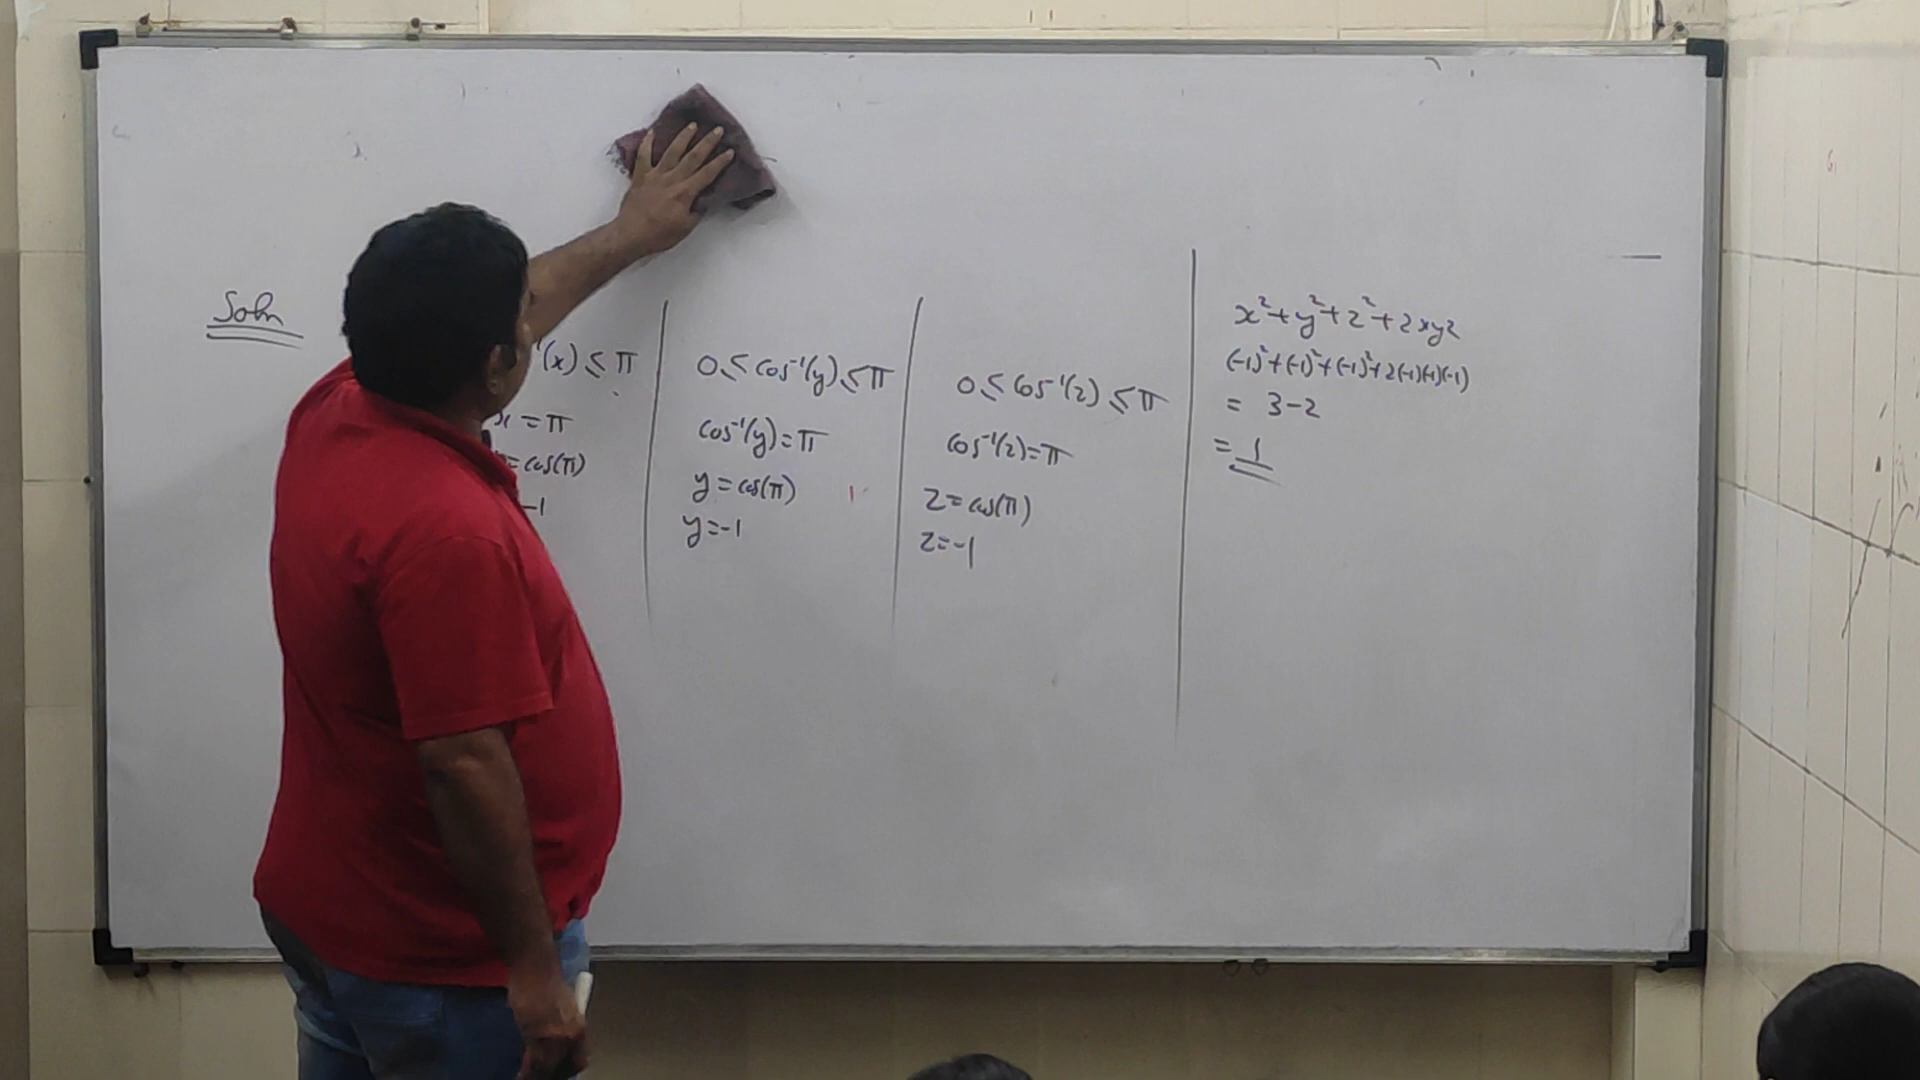 Soln
⁻¹(x) ≤ π
x = π
= cos(π)
-1
0 ≤ cos⁻¹(y) ≤ π
cos⁻¹(y) = π
y = cos(π)
y = -1
0 ≤ cos⁻¹(z) ≤ π
cos⁻¹(z) = π
z = cos(π)
z = -1
x² + y² + z² + 2xyz
(-1)² + (-1)² + (-1)² + 2(-1)(-1)(-1)
= 3 - 2
= 1